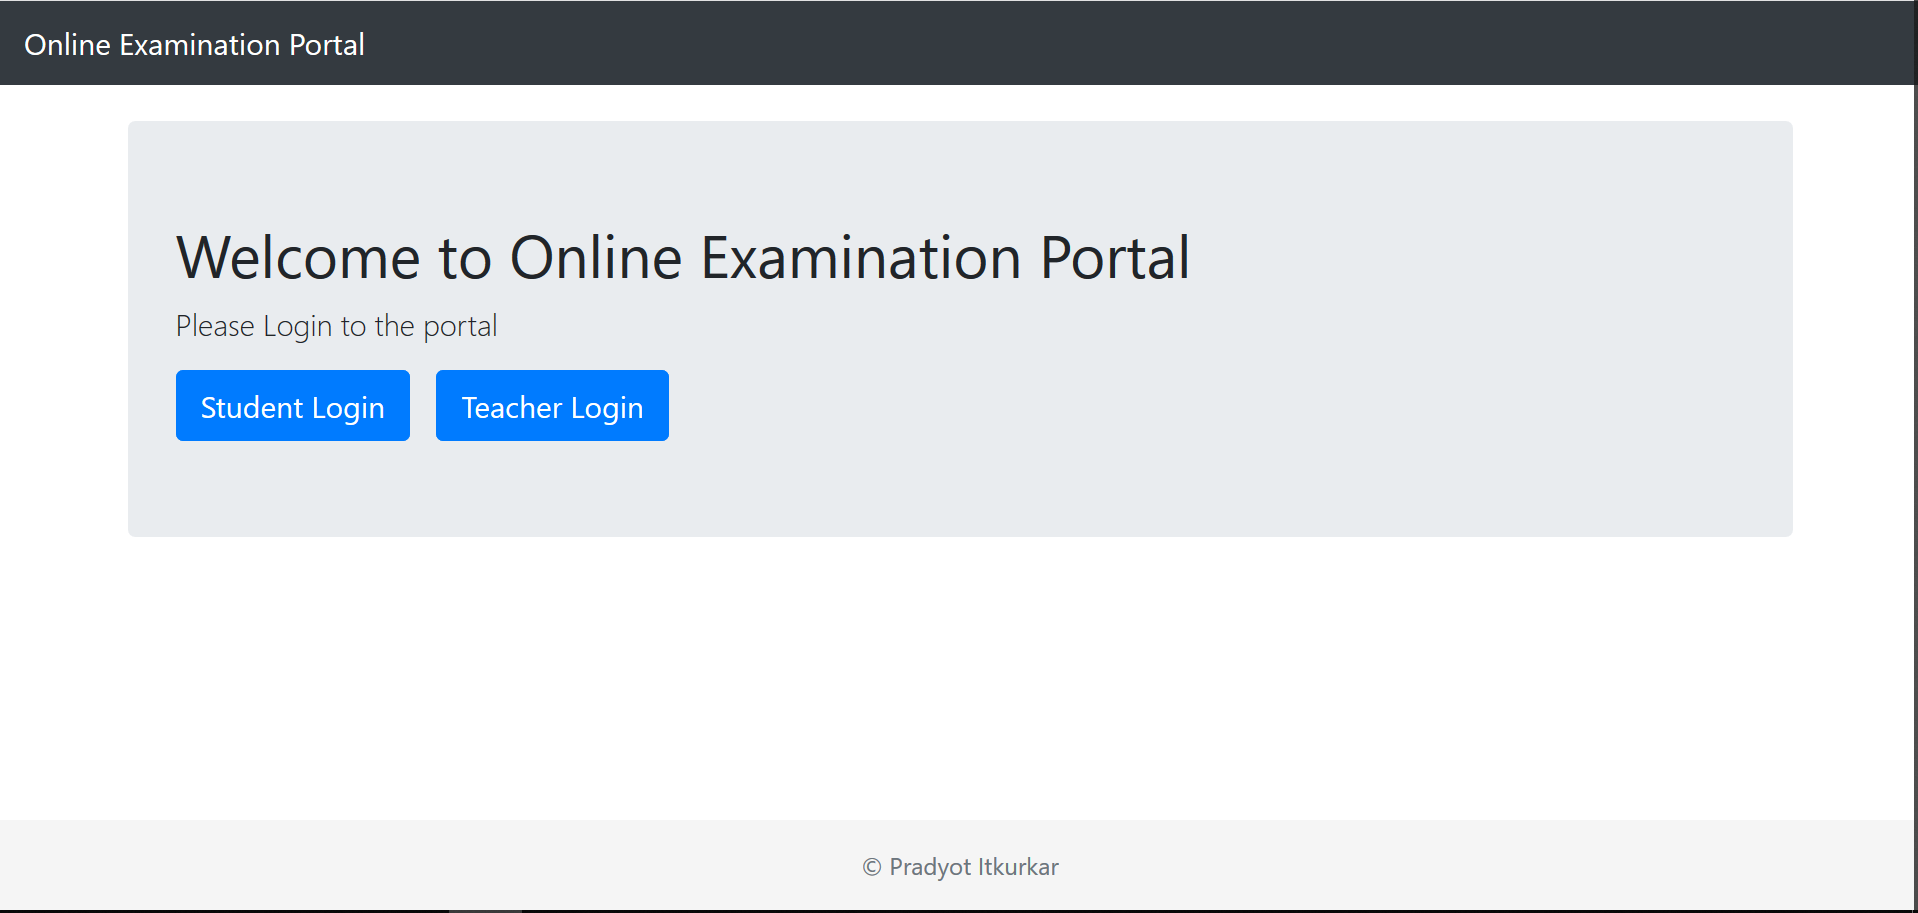 Online Examination Portal
Welcome to Online Examination Portal
Please Login to the portal
Student Login
Teacher Login
© Pradyot Itkurkar